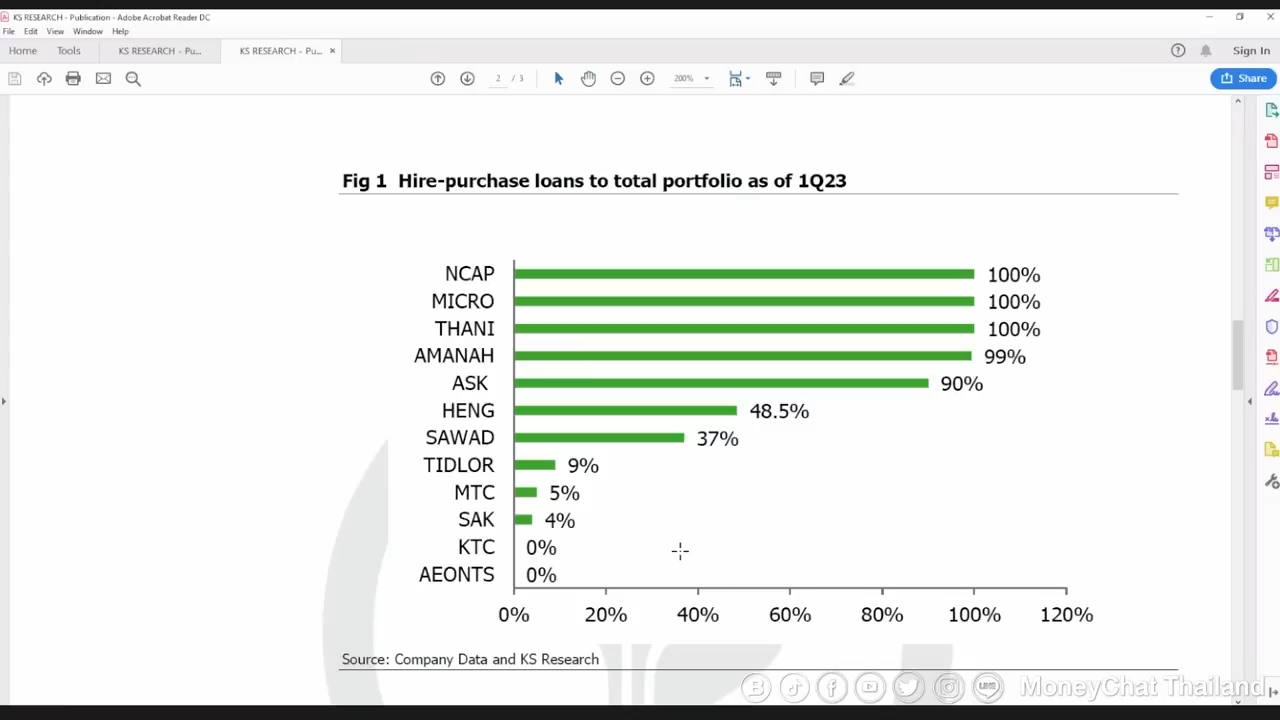 KS RESEARCH - Publication - Adobe Acrobat Reader DC
File Edit View Window Help
Home Tools KS RESEARCH - Pu... KS RESEARCH - Pu... × Sign In
2 / 3 200% Share
Fig 1 Hire-purchase loans to total portfolio as of 1Q23
NCAP 100%
MICRO 100%
THANI 100%
AMANAH 99%
ASK 90%
HENG 48.5%
SAWAD 37%
TIDLOR 9%
MTC 5%
SAK 4%
KTC 0%
AEONTS 0%
0% 20% 40% 60% 80% 100% 120%
Source: Company Data and KS Research
LINE MoneyChat Thailand